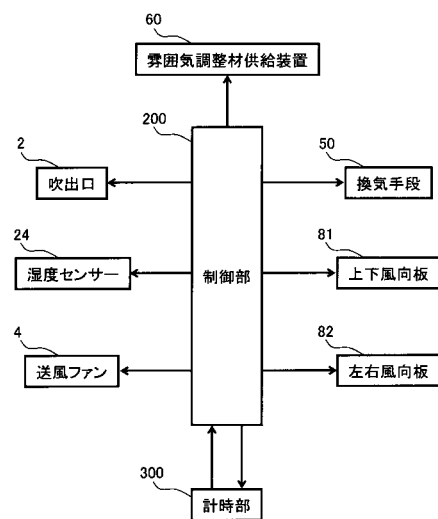 60
雰囲気調整材供給装置
200
2
吹出口
50
換気手段
24
湿度センサー
81
上下風向板
制御部
4
送風ファン
82
左右風向板
300
計時部